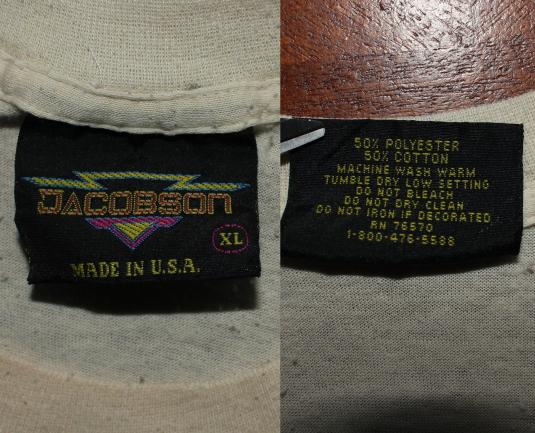 JACOBSON
XL
MADE IN U.S.A.
50% POLYESTER
50% COTTON
MACHINE WASH WARM
TUMBLE DRY LOW SETTING
DO NOT BLEACH
DO NOT DRY CLEAN
DO NOT IRON IF DECORATED
RN 76570
1-800-476-5588